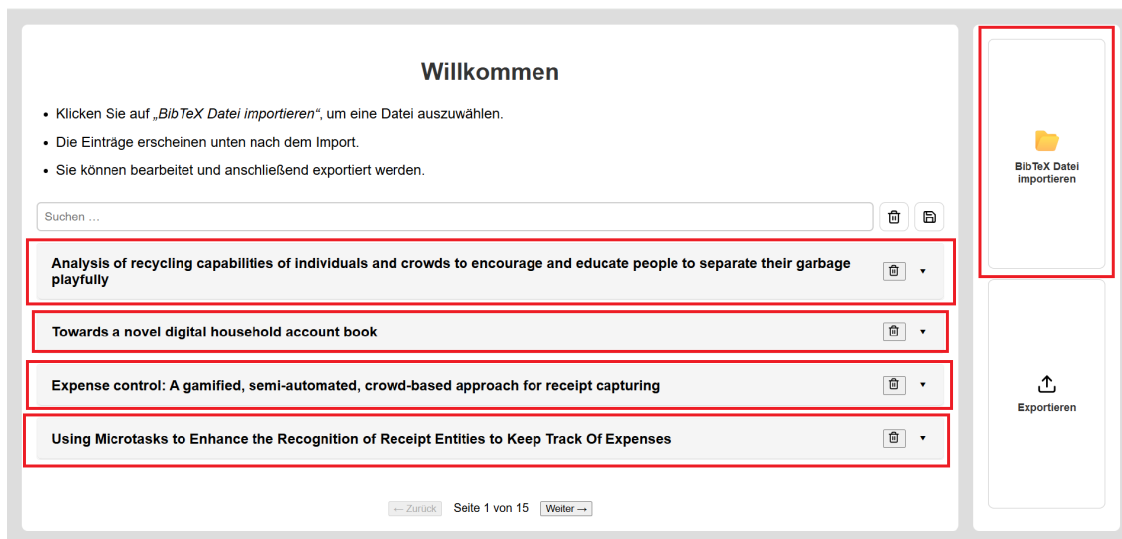 Willkommen
• Klicken Sie auf „BibTeX Datei importieren“, um eine Datei auszuwählen.
• Die Einträge erscheinen unten nach dem Import.
• Sie können bearbeitet und anschließend exportiert werden.
Suchen …
Analysis of recycling capabilities of individuals and crowds to encourage and educate people to separate their garbage
playfully
Towards a novel digital household account book
Expense control: A gamified, semi-automated, crowd-based approach for receipt capturing
Using Microtasks to Enhance the Recognition of Receipt Entities to Keep Track Of Expenses
← Zurück Seite 1 von 15 Weiter →
BibTeX Datei
importieren
Exportieren